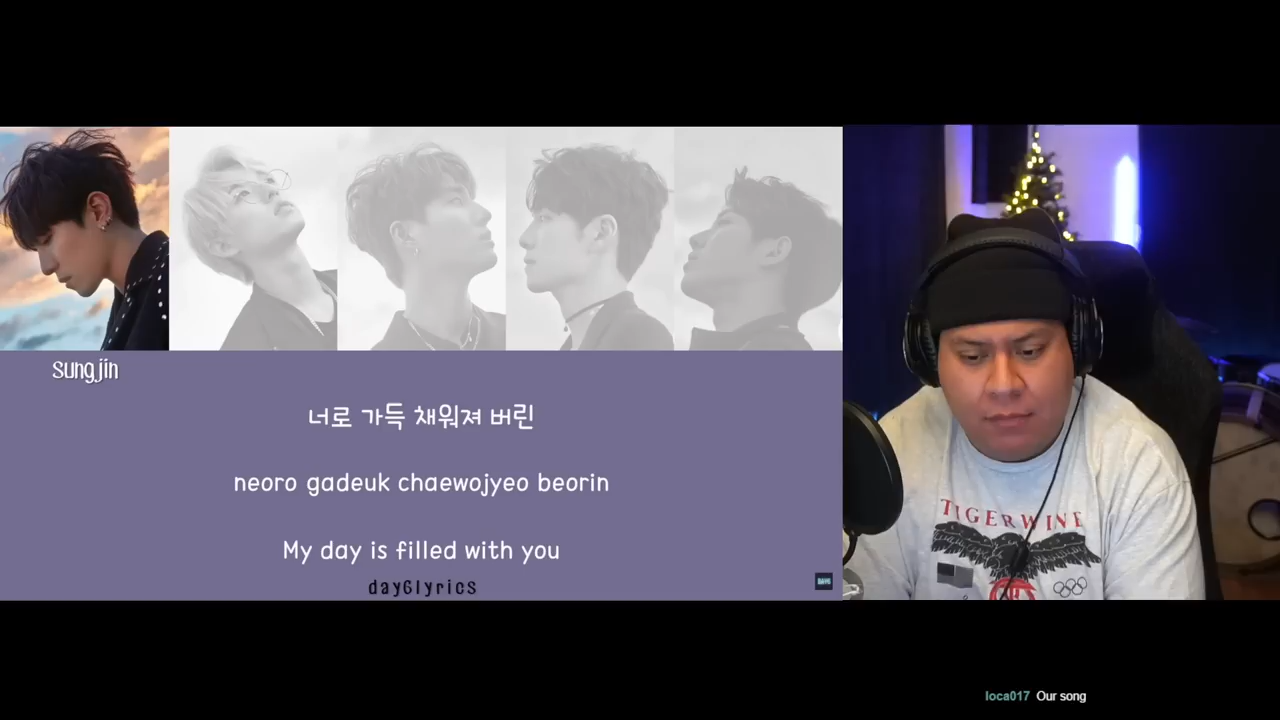 sungjin
너로 가득 채워져 버린
neoro gadeuk chaewojyeo beorin
My day is filled with you
day6lyrics
DAY6
TIGERWINE
loca017 Our song